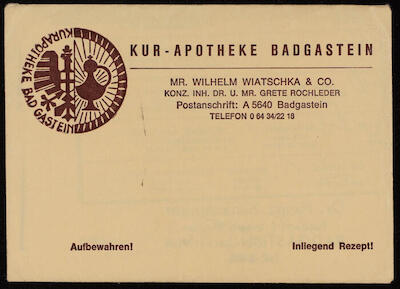 KURAPOTHEKE BAD GASTEIN
KUR-APOTHEKE BADGASTEIN
MR. WILHELM WIATSCHKA & CO.
KONZ. INH. DR. U. MR. GRETE ROCHLEDER
Postanschrift: A 5640 Badgastein
TELEFON 0 64 34/22 18
Aufbewahren!
Inliegend Rezept!